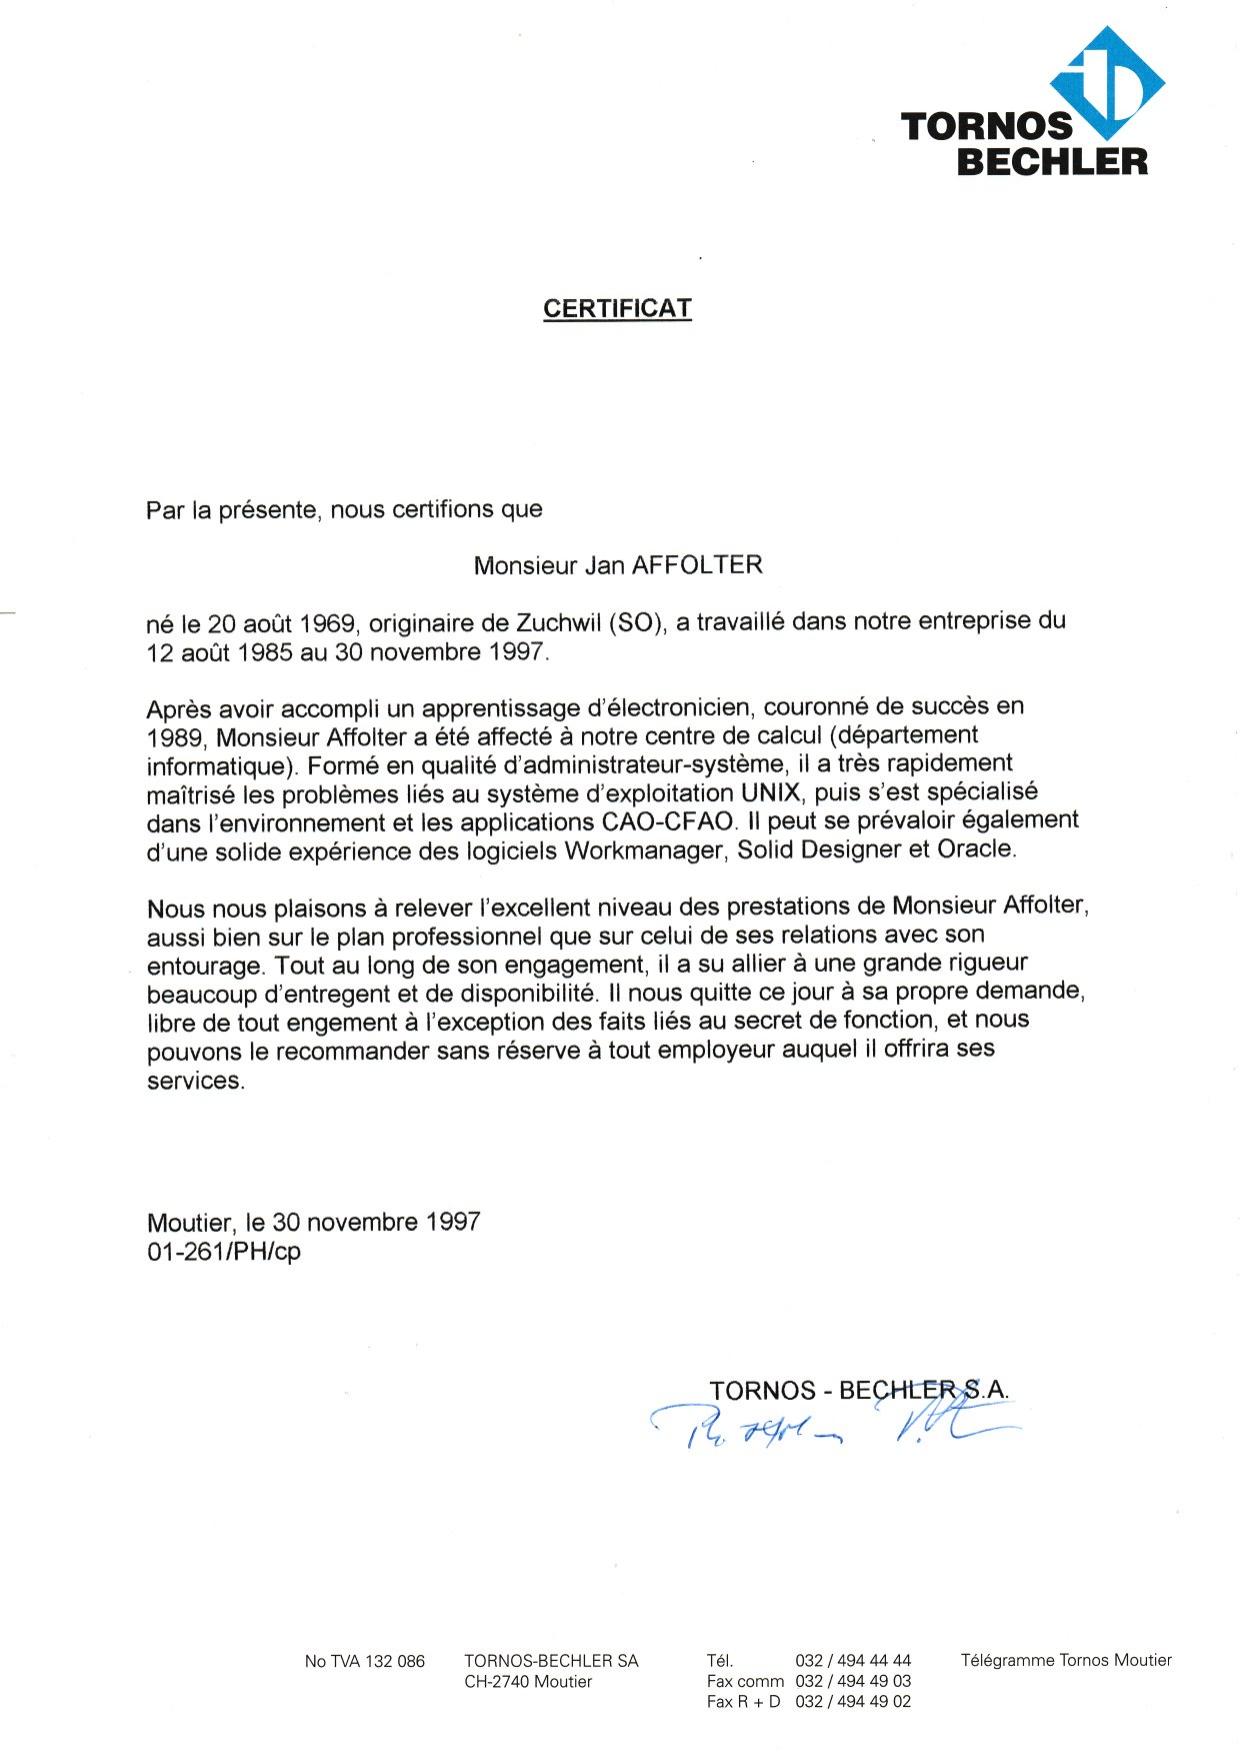 TORNOS
BECHLER
CERTIFICAT
Par la présente, nous certifions que
Monsieur Jan AFFOLTER
né le 20 août 1969, originaire de Zuchwil (SO), a travaillé dans notre entreprise du
12 août 1985 au 30 novembre 1997.
Après avoir accompli un apprentissage d'électronicien, couronné de succès en
1989, Monsieur Affolter a été affecté à notre centre de calcul (département
informatique). Formé en qualité d'administrateur-système, il a très rapidement
maîtrisé les problèmes liés au système d'exploitation UNIX, puis s'est spécialisé
dans l'environnement et les applications CAO-CFAO. Il peut se prévaloir également
d'une solide expérience des logiciels Workmanager, Solid Designer et Oracle.
Nous nous plaisons à relever l'excellent niveau des prestations de Monsieur Affolter,
aussi bien sur le plan professionnel que sur celui de ses relations avec son
entourage. Tout au long de son engagement, il a su allier à une grande rigueur
beaucoup d'entregent et de disponibilité. Il nous quitte ce jour à sa propre demande,
libre de tout engement à l'exception des faits liés au secret de fonction, et nous
pouvons le recommander sans réserve à tout employeur auquel il offrira ses
services.
Moutier, le 30 novembre 1997
01-261/PH/cp
TORNOS - BECHLER S.A.
No TVA 132 086 TORNOS-BECHLER SA Tél. 032 / 494 44 44 Télégramme Tornos Moutier
CH-2740 Moutier Fax comm 032 / 494 49 03
Fax R + D 032 / 494 49 02